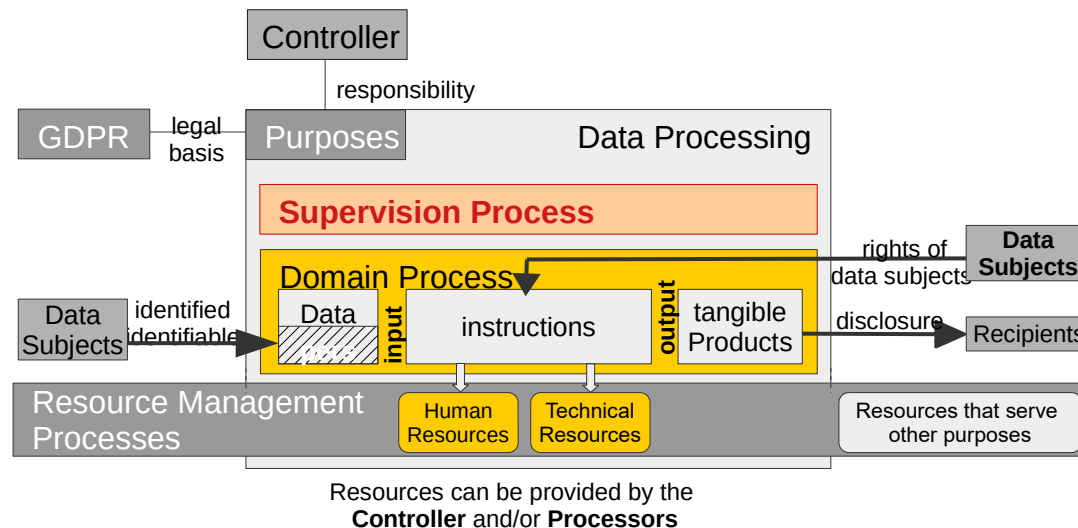 Controller
responsibility
GDPR
legal
basis
Purposes
Data Processing
Supervision Process
Domain Process
rights of
data subjects
Data
Subjects
Data
Subjects
identified
identifiable
Data
input
instructions
output
tangible
Products
disclosure
Recipients
Resource Management
Processes
Human
Resources
Technical
Resources
Resources that serve
other purposes
Resources can be provided by the
Controller and/or Processors